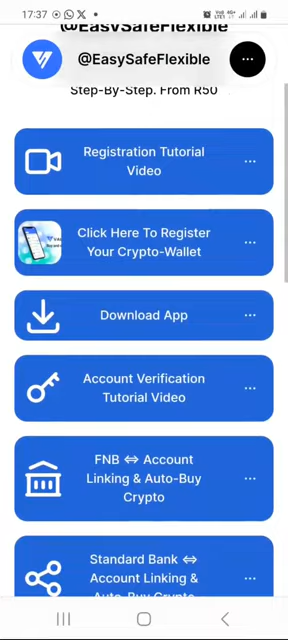 17:37
@EasySafeFlexible
@EasySafeFlexible
Step-By-Step. From R50
Registration Tutorial
Video
Click Here To Register
Your Crypto-Wallet
Download App
Account Verification
Tutorial Video
FNB ⇔ Account
Linking & Auto-Buy
Crypto
Standard Bank ⇔
Account Linking &
Auto-Buy Crypto